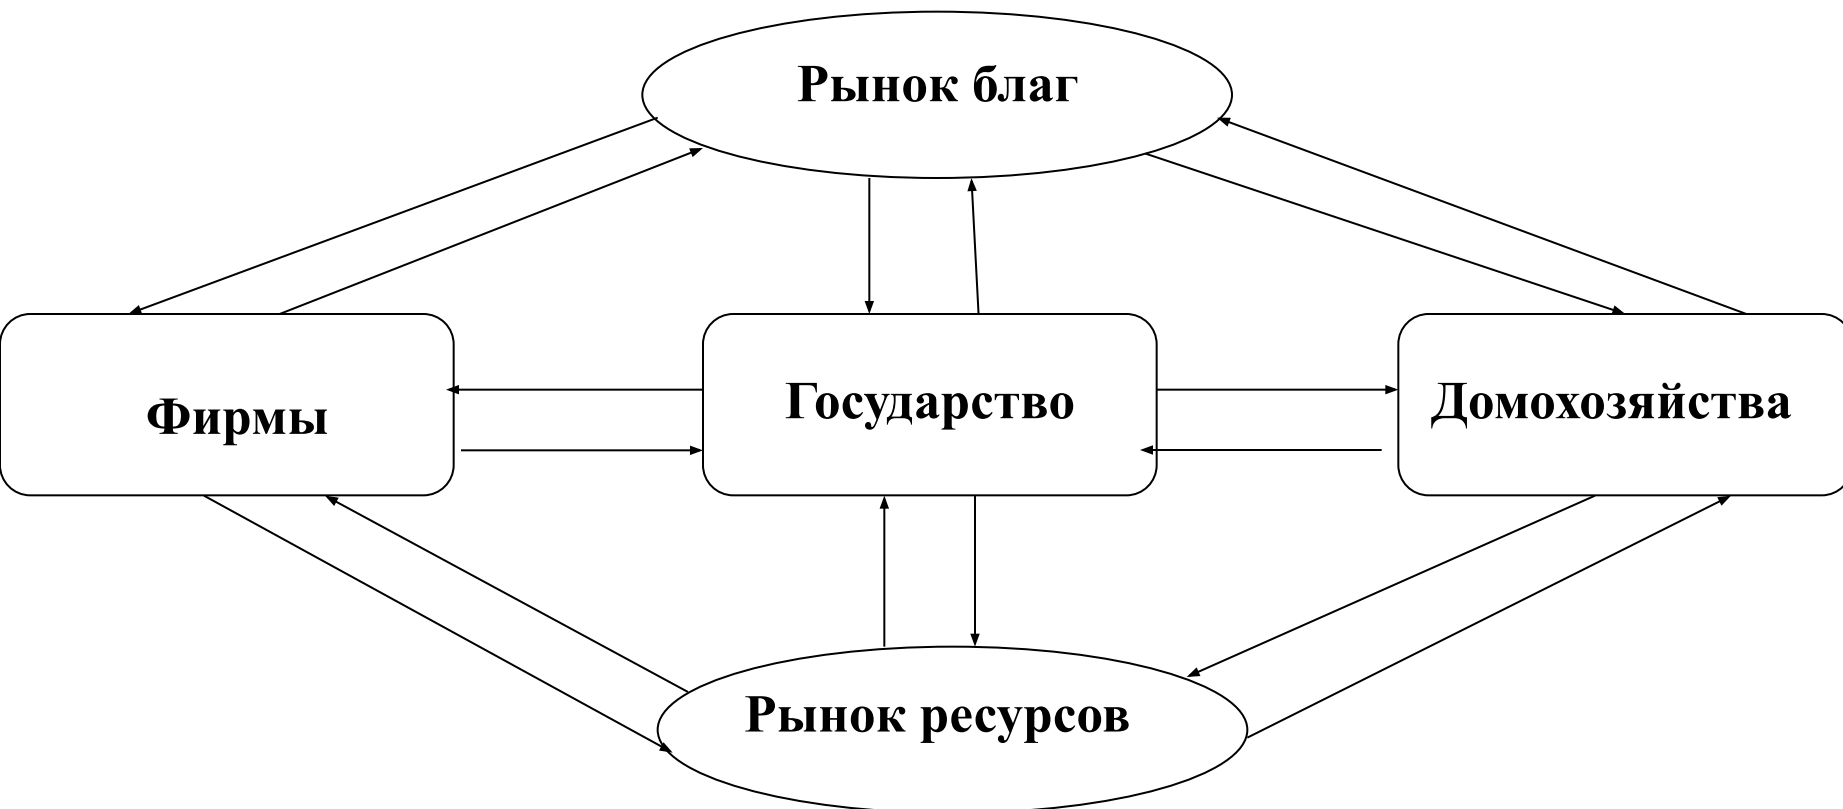 Рынок благ
Фирмы
Государство
Домохозяйства
Рынок ресурсов